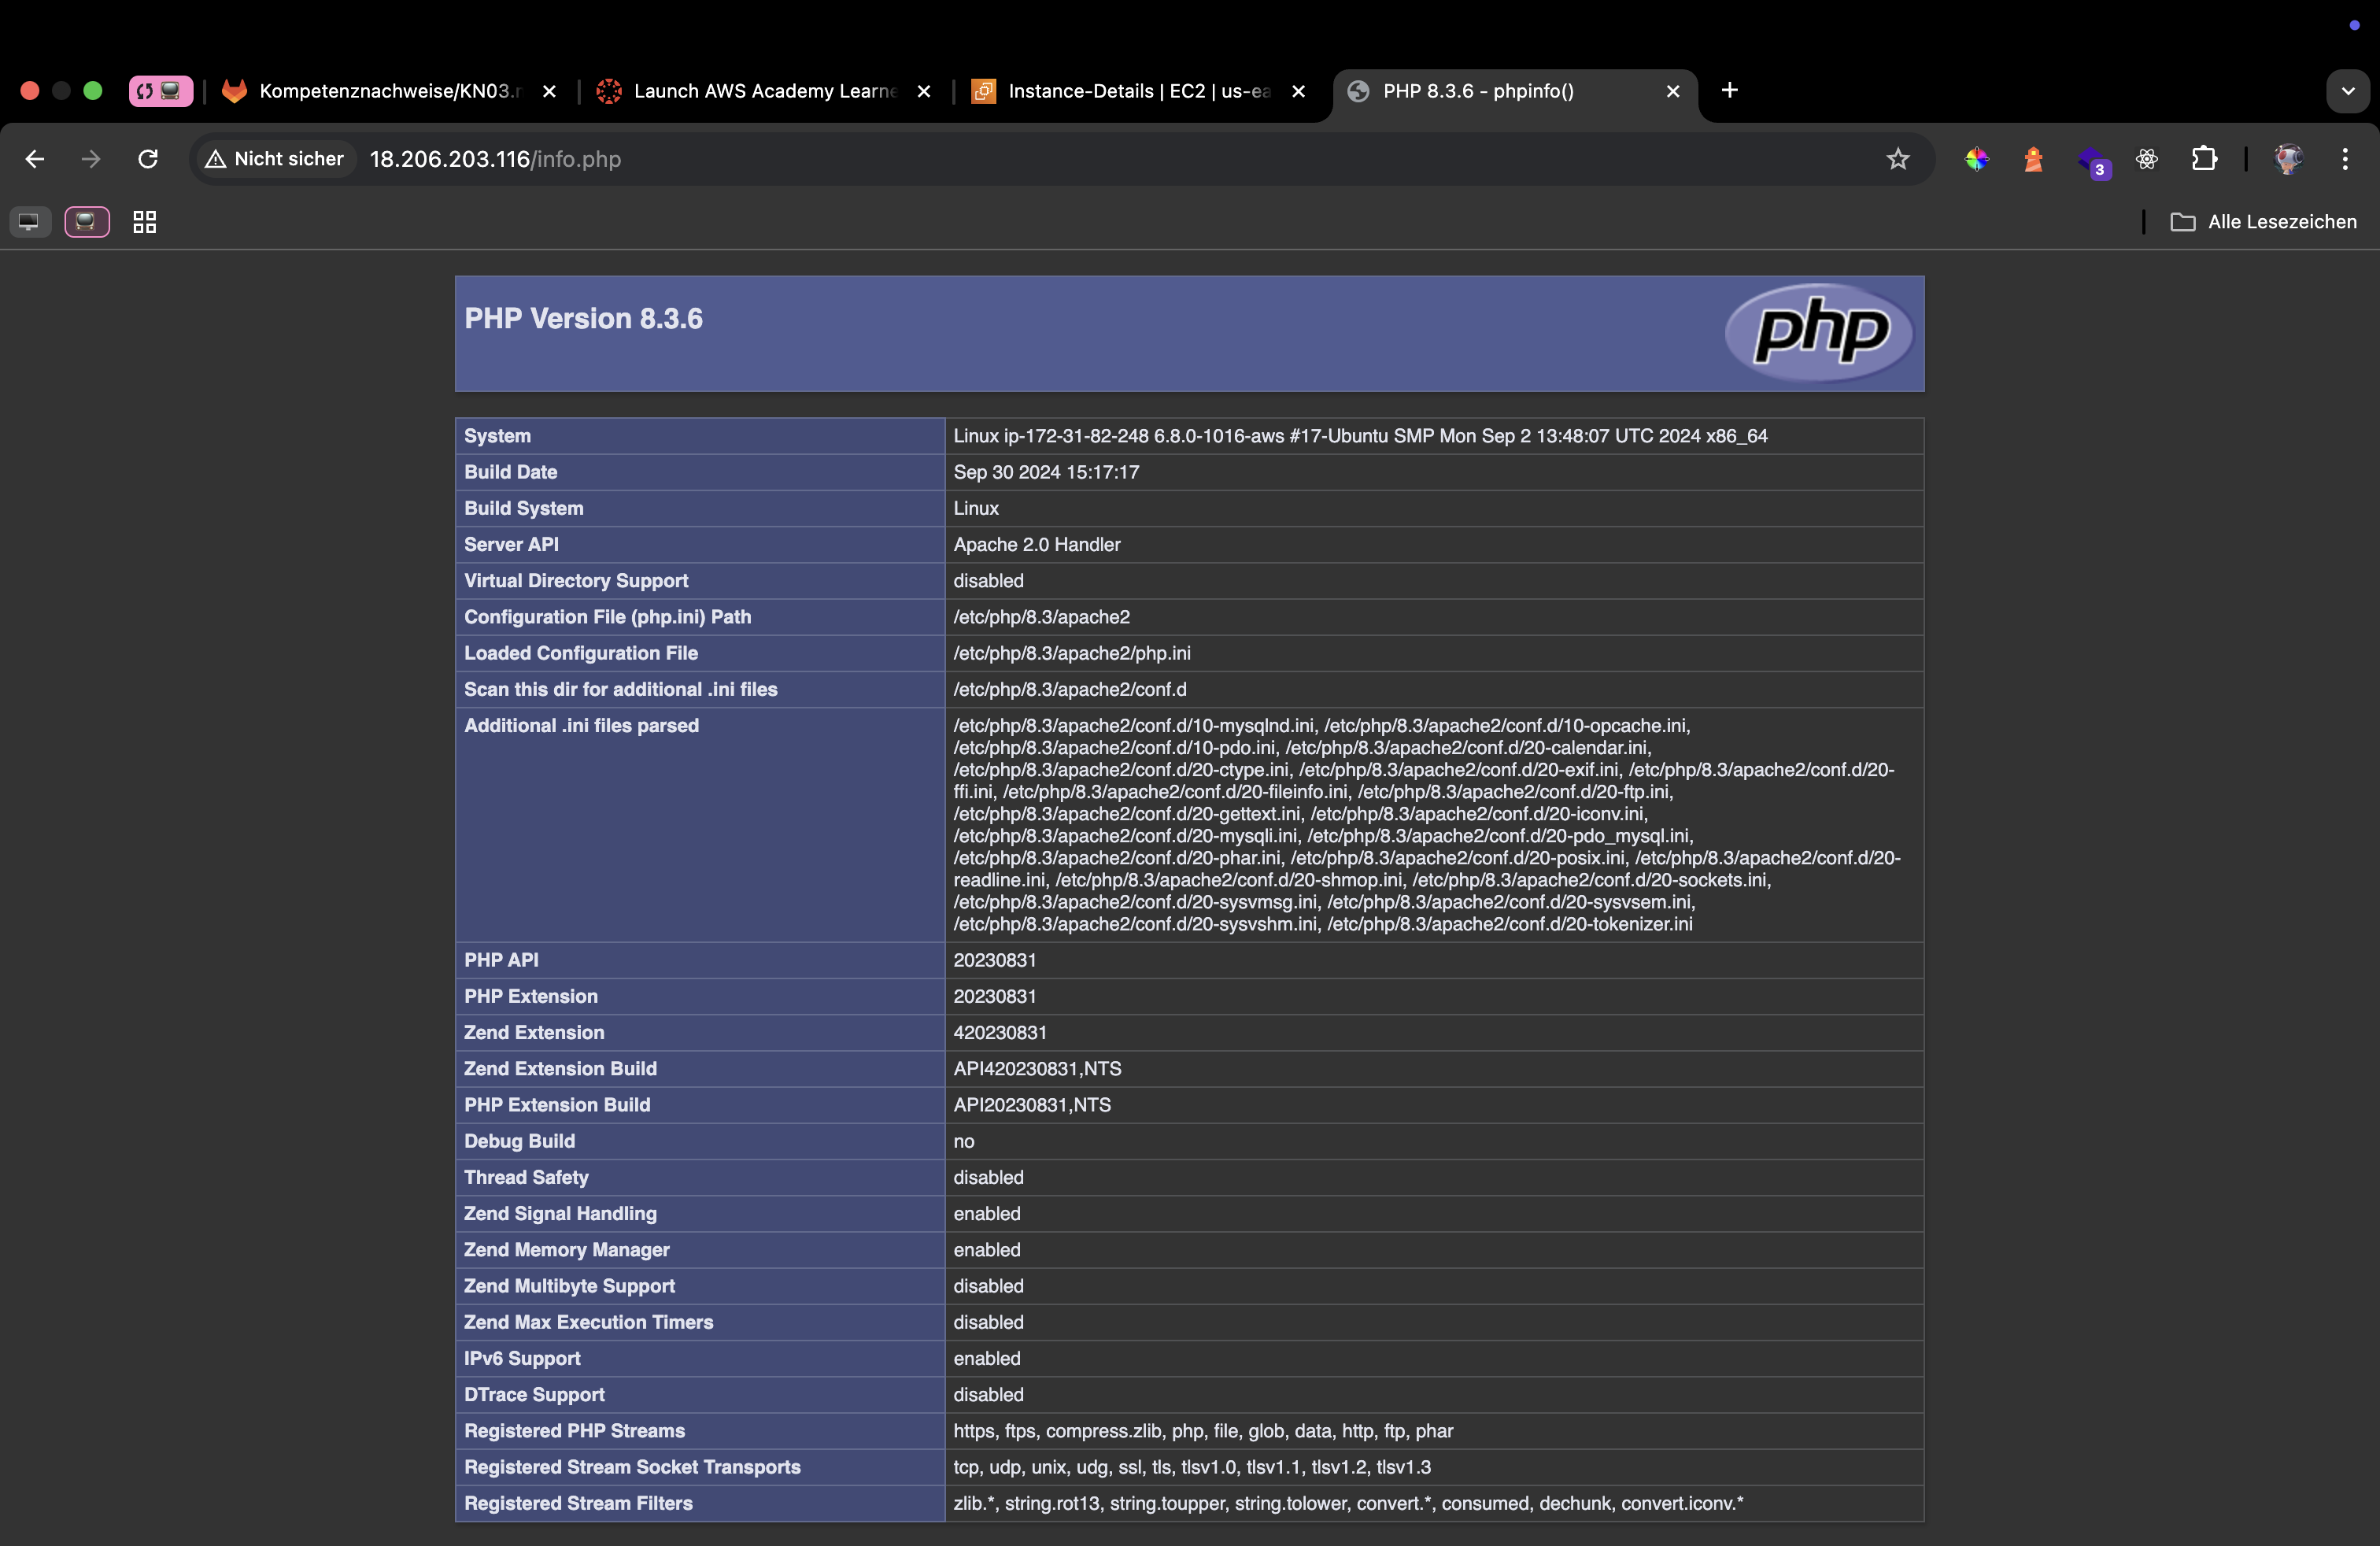 Kompetenznachweise/KN03.
Launch AWS Academy Learne
Instance-Details | EC2 | us-ea
PHP 8.3.6 - phpinfo()
Nicht sicher
18.206.203.116/info.php
3
Alle Lesezeichen
PHP Version 8.3.6
php
System
Linux ip-172-31-82-248 6.8.0-1016-aws #17-Ubuntu SMP Mon Sep 2 13:48:07 UTC 2024 x86_64
Build Date
Sep 30 2024 15:17:17
Build System
Linux
Server API
Apache 2.0 Handler
Virtual Directory Support
disabled
Configuration File (php.ini) Path
/etc/php/8.3/apache2
Loaded Configuration File
/etc/php/8.3/apache2/php.ini
Scan this dir for additional .ini files
/etc/php/8.3/apache2/conf.d
Additional .ini files parsed
/etc/php/8.3/apache2/conf.d/10-mysqlnd.ini, /etc/php/8.3/apache2/conf.d/10-opcache.ini,
/etc/php/8.3/apache2/conf.d/10-pdo.ini, /etc/php/8.3/apache2/conf.d/20-calendar.ini,
/etc/php/8.3/apache2/conf.d/20-ctype.ini, /etc/php/8.3/apache2/conf.d/20-exif.ini, /etc/php/8.3/apache2/conf.d/20-
ffi.ini, /etc/php/8.3/apache2/conf.d/20-fileinfo.ini, /etc/php/8.3/apache2/conf.d/20-ftp.ini,
/etc/php/8.3/apache2/conf.d/20-gettext.ini, /etc/php/8.3/apache2/conf.d/20-iconv.ini,
/etc/php/8.3/apache2/conf.d/20-mysqli.ini, /etc/php/8.3/apache2/conf.d/20-pdo_mysql.ini,
/etc/php/8.3/apache2/conf.d/20-phar.ini, /etc/php/8.3/apache2/conf.d/20-posix.ini, /etc/php/8.3/apache2/conf.d/20-
readline.ini, /etc/php/8.3/apache2/conf.d/20-shmop.ini, /etc/php/8.3/apache2/conf.d/20-sockets.ini,
/etc/php/8.3/apache2/conf.d/20-sysvmsg.ini, /etc/php/8.3/apache2/conf.d/20-sysvsem.ini,
/etc/php/8.3/apache2/conf.d/20-sysvshm.ini, /etc/php/8.3/apache2/conf.d/20-tokenizer.ini
PHP API
20230831
PHP Extension
20230831
Zend Extension
420230831
Zend Extension Build
API420230831,NTS
PHP Extension Build
API20230831,NTS
Debug Build
no
Thread Safety
disabled
Zend Signal Handling
enabled
Zend Memory Manager
enabled
Zend Multibyte Support
disabled
Zend Max Execution Timers
disabled
IPv6 Support
enabled
DTrace Support
disabled
Registered PHP Streams
https, ftps, compress.zlib, php, file, glob, data, http, ftp, phar
Registered Stream Socket Transports
tcp, udp, unix, udg, ssl, tls, tlsv1.0, tlsv1.1, tlsv1.2, tlsv1.3
Registered Stream Filters
zlib.*, string.rot13, string.toupper, string.tolower, convert.*, consumed, dechunk, convert.iconv.*